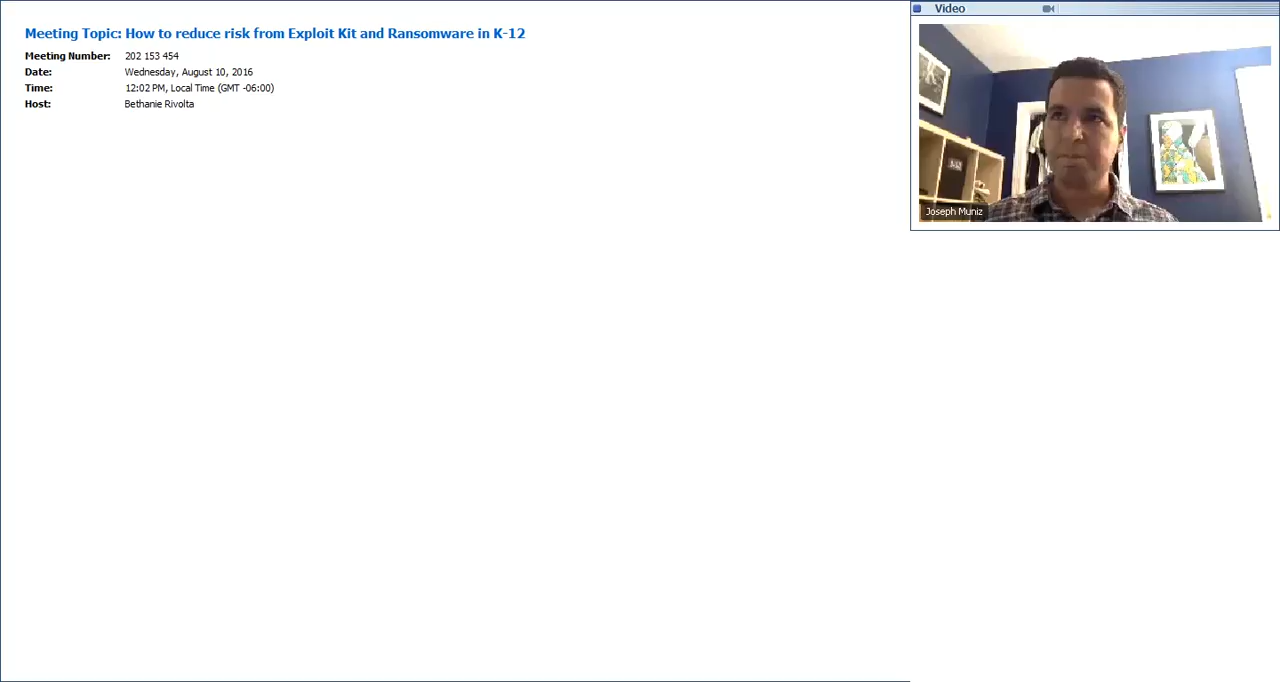 Meeting Topic: How to reduce risk from Exploit Kit and Ransomware in K-12
Meeting Number: 202 153 454
Date: Wednesday, August 10, 2016
Time: 12:02 PM, Local Time (GMT -06:00)
Host: Bethanie Rivolta
Video
Joseph Muniz